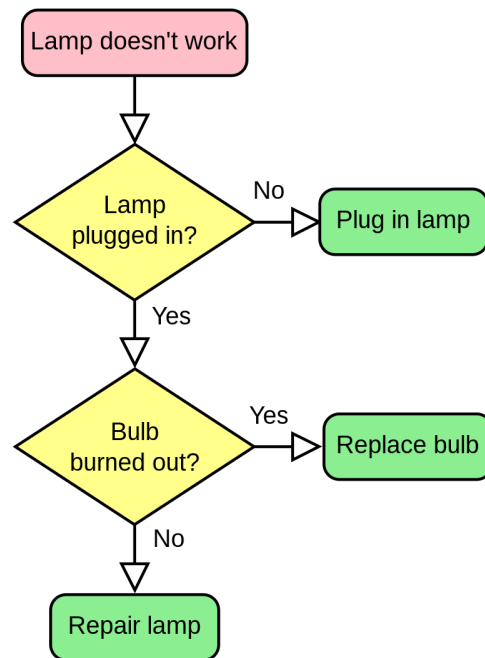 Lamp doesn't work
Lamp
plugged in?
No
Plug in lamp
Yes
Bulb
burned out?
Yes
Replace bulb
No
Repair lamp